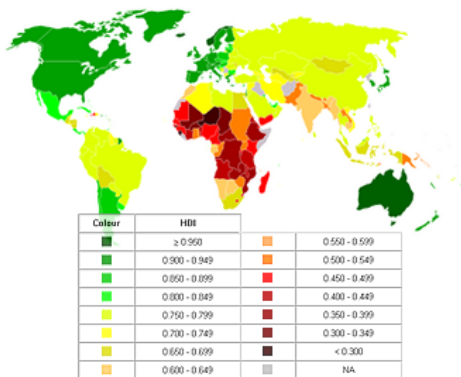 Colour HDI
≥ 0.950 0.550 - 0.599
0.900 - 0.949 0.500 - 0.549
0.850 - 0.899 0.450 - 0.499
0.800 - 0.849 0.400 - 0.449
0.750 - 0.799 0.350 - 0.399
0.700 - 0.749 0.300 - 0.349
0.650 - 0.699 < 0.300
0.600 - 0.649 NA